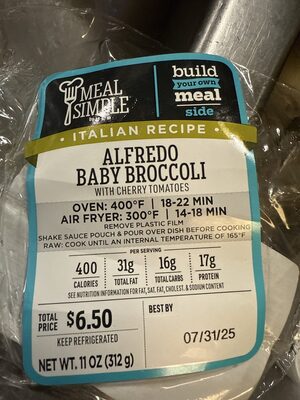 MEAL
SIMPLE
build
your own
meal
side
• ITALIAN RECIPE •
ALFREDO
BABY BROCCOLI
WITH CHERRY TOMATOES
OVEN: 400°F | 18-22 MIN
AIR FRYER: 300°F | 14-18 MIN
REMOVE PLASTIC FILM
SHAKE SAUCE POUCH & POUR OVER DISH BEFORE COOKING
RAW: COOK UNTIL AN INTERNAL TEMPERATURE OF 165°F
PER SERVING
400 31g 16g 17g
CALORIES TOTAL FAT TOTAL CARBS PROTEIN
SEE NUTRITION INFORMATION FOR FAT, SAT. FAT, CHOLEST. & SODIUM CONTENT
TOTAL
PRICE $6.50
KEEP REFRIGERATED
BEST BY
07/31/25
NET WT. 11 OZ (312 g)